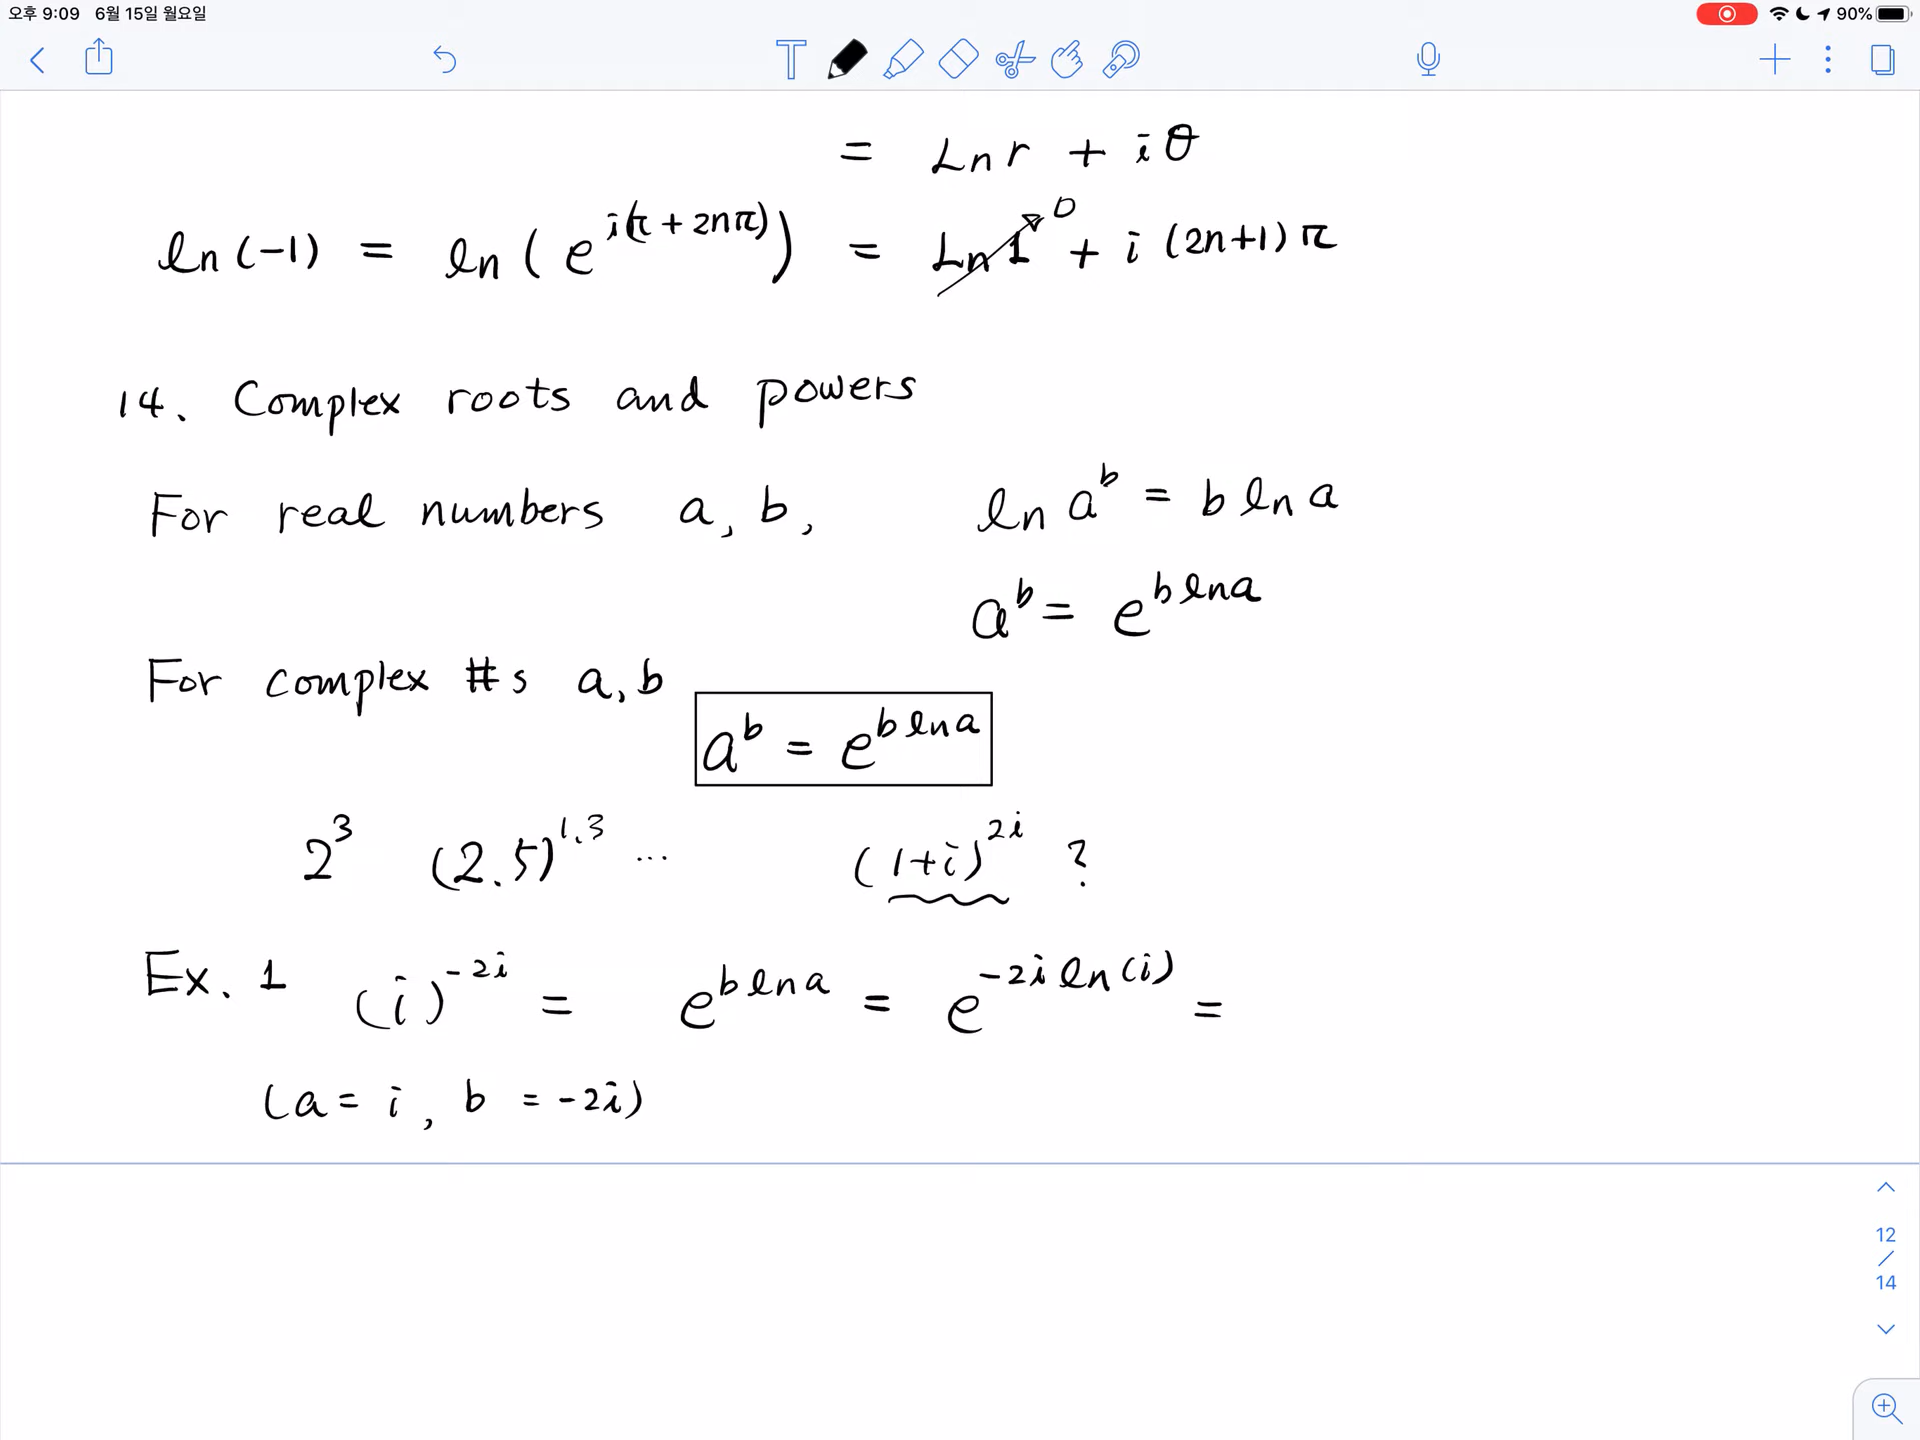 오후 9:09 6월 15일 월요일 90%
= Ln r + iθ
ln(-1) = ln(e^{i(π+2nπ)}) = Ln 1 0 + i(2n+1)π
14. Complex roots and powers
For real numbers a, b, ln a^b = b ln a
a^b = e^{b ln a}
For complex #s a, b
a^b = e^{b ln a}
2^3 (2.5)^{1.3} ... (1+i)^{2i} ?
Ex. 1 (i)^{-2i} = e^{b ln a} = e^{-2i ln(i)} =
(a = i, b = -2i)
12
/
14